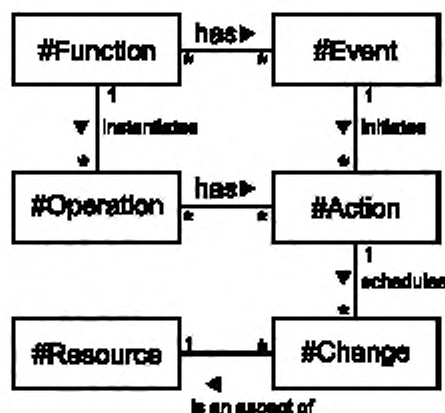 #Function has▶ #Event
* *
1 1
▼ instantiates ▼ initiates
* *
#Operation has▶ #Action
* *
1
▼ schedules
*
#Resource 1 * #Change
◀
is an aspect of